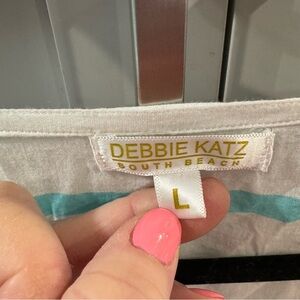 DEBBIE KATZ
SOUTH BEACH
L